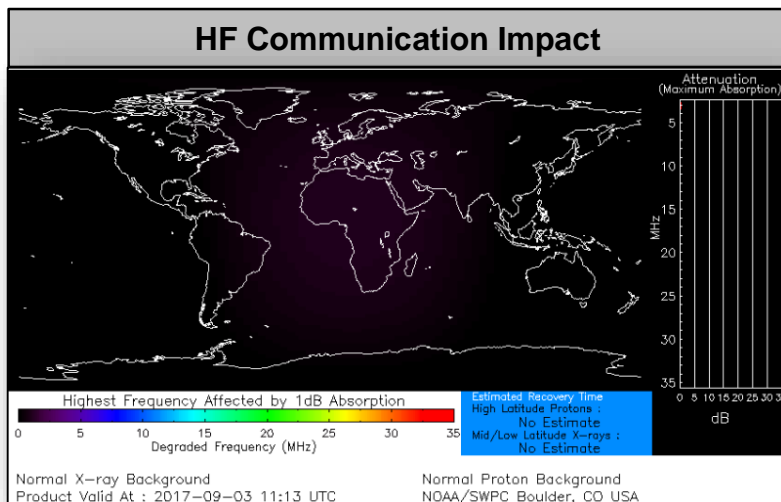 HF Communication Impact
Attenuation
(Maximum Absorption)
5
10
15
20
25
30
35
MHz
0 5 10 15 20 25 30 3
dB
Highest Frequency Affected by 1dB Absorption
0 5 10 15 20 25 30 35
Degraded Frequency (MHz)
Estimated Recovery Time
High Latitude Protons :
No Estimate
Mid/Low Latitude X-rays :
No Estimate
Normal X-ray Background
Product Valid At : 2017-09-03 11:13 UTC
Normal Proton Background
NOAA/SWPC Boulder, CO USA